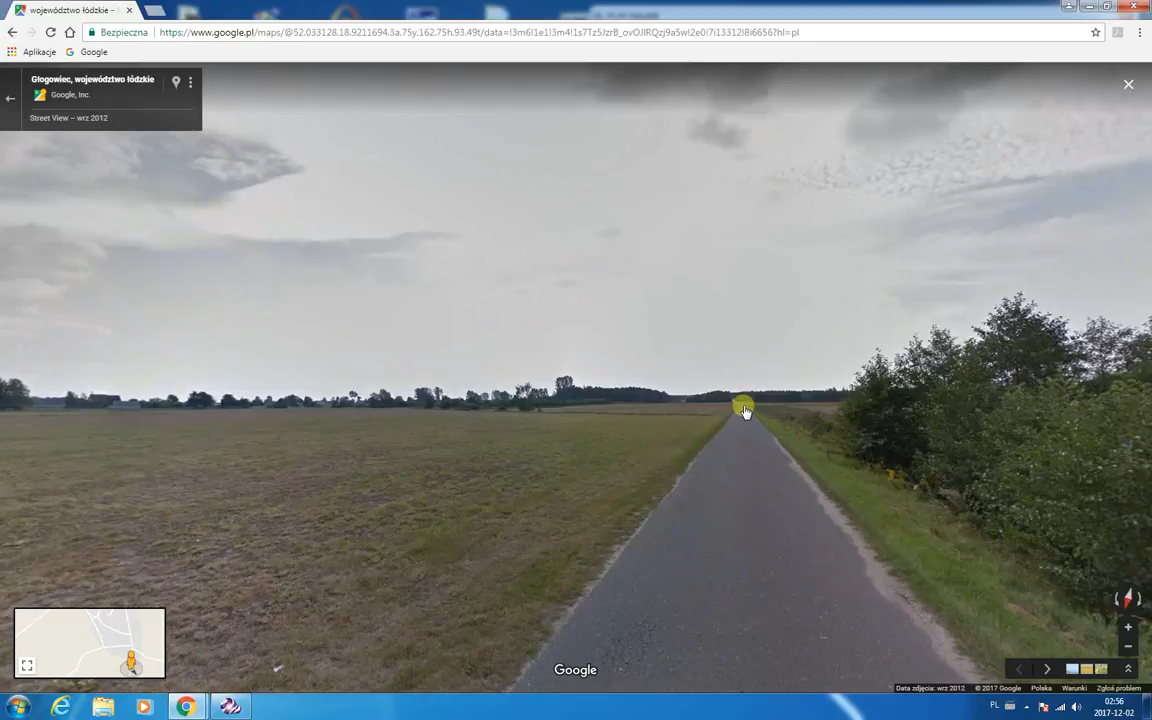 województwo łódzkie –
Bezpieczna
https://www.google.pl/maps/@52.033128,18.9211694,3a,75y,162.75h,93.49t/data=!3m6!1e1!3m4!1s7Tz5JzrB_ovOJlRQzj9a5w!2e0!7i13312!8i6656?hl=pl
Aplikacje
Google
Głogowiec, województwo łódzkie
Google, Inc.
Street View – wrz 2012
Google
Data zdjęcia: wrz 2012 © 2017 Google Polska Warunki Zgłoś problem
PL
02:56
2017-12-02